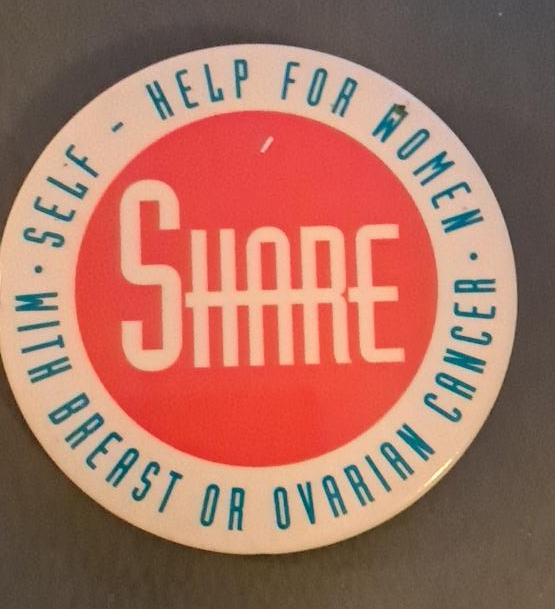 SELF - HELP FOR WOMEN
SHARE
• WITH BREAST OR OVARIAN CANCER •